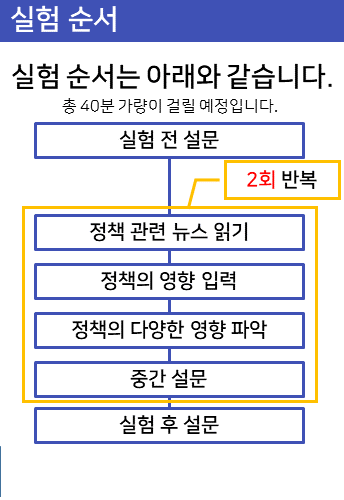 실험 순서
실험 순서는 아래와 같습니다.
총 40분 가량이 걸릴 예정입니다.
실험 전 설문
2회 반복
정책 관련 뉴스 읽기
정책의 영향 입력
정책의 다양한 영향 파악
중간 설문
실험 후 설문